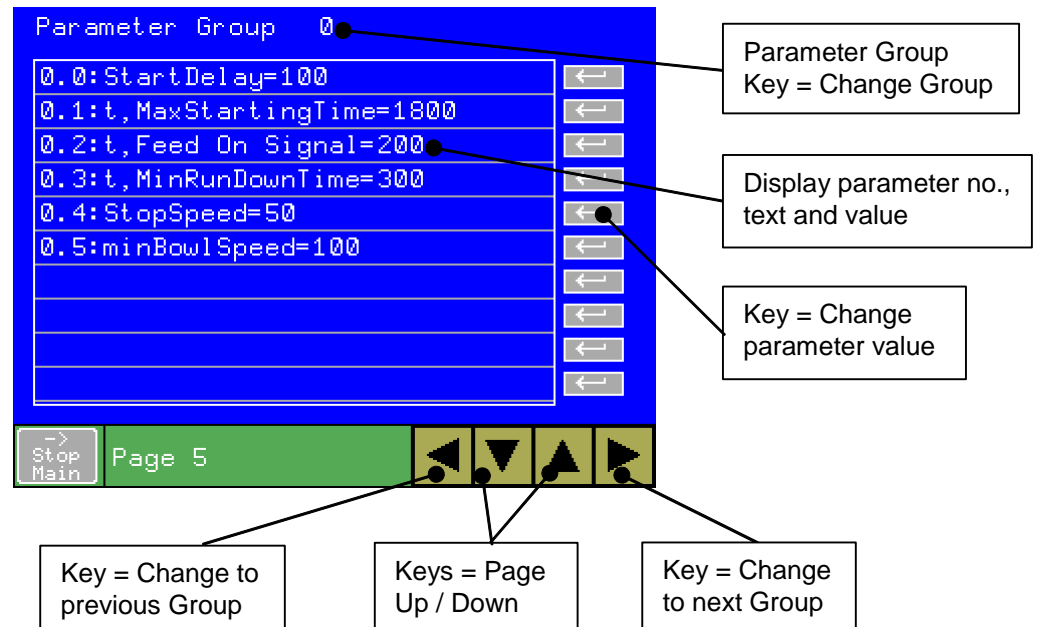 Parameter Group 0
0.0:StartDelay=100
0.1:t,MaxStartingTime=1800
0.2:t,Feed On Signal=200
0.3:t,MinRunDownTime=300
0.4:StopSpeed=50
0.5:minBowlSpeed=100
->
Stop
Main
Page 5
Parameter Group
Key = Change Group
Display parameter no.,
text and value
Key = Change
parameter value
Key = Change to
previous Group
Keys = Page
Up / Down
Key = Change
to next Group